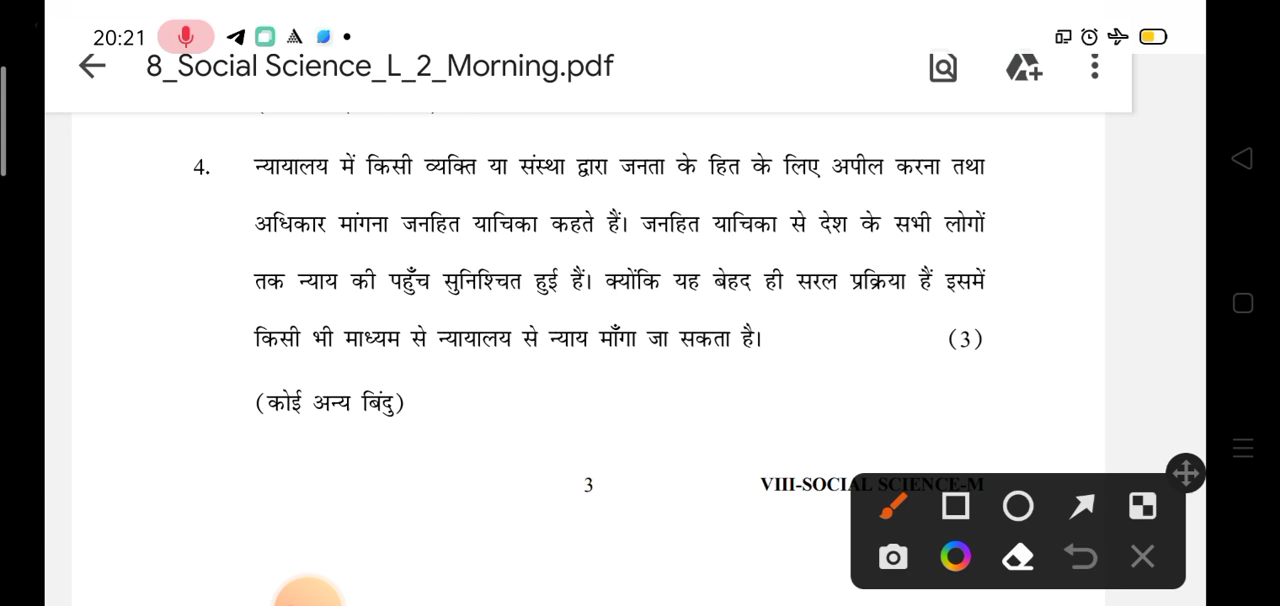 20:21
8_Social Science_L_2_Morning.pdf
4. न्यायालय में किसी व्यक्ति या संस्था द्वारा जनता के हित के लिए अपील करना तथा
अधिकार मांगना जनहित याचिका कहते हैं। जनहित याचिका से देश के सभी लोगों
तक न्याय की पहुँच सुनिश्चित हुई हैं। क्योंकि यह बेहद ही सरल प्रक्रिया हैं इसमें
किसी भी माध्यम से न्यायालय से न्याय माँगा जा सकता है। (3)
(कोई अन्य बिंदु)
3 VIII-SOCIAL SCIENCE-M